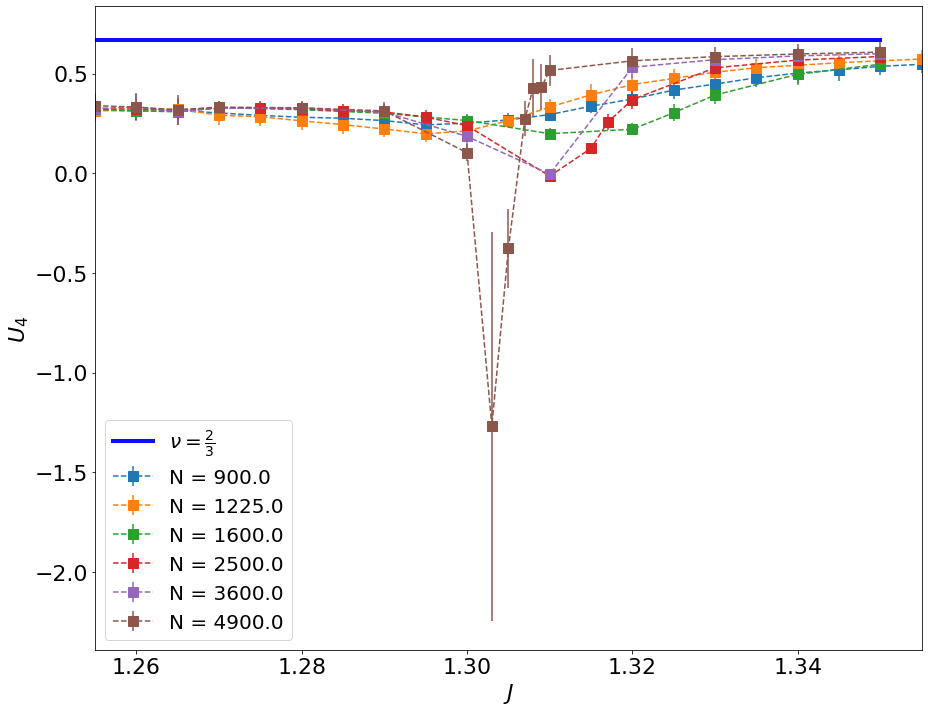 0.5
0.0
−0.5
−1.0
−1.5
−2.0
U₄
1.26 1.28 1.30 1.32 1.34
J
ν = 2/3
N = 900.0
N = 1225.0
N = 1600.0
N = 2500.0
N = 3600.0
N = 4900.0